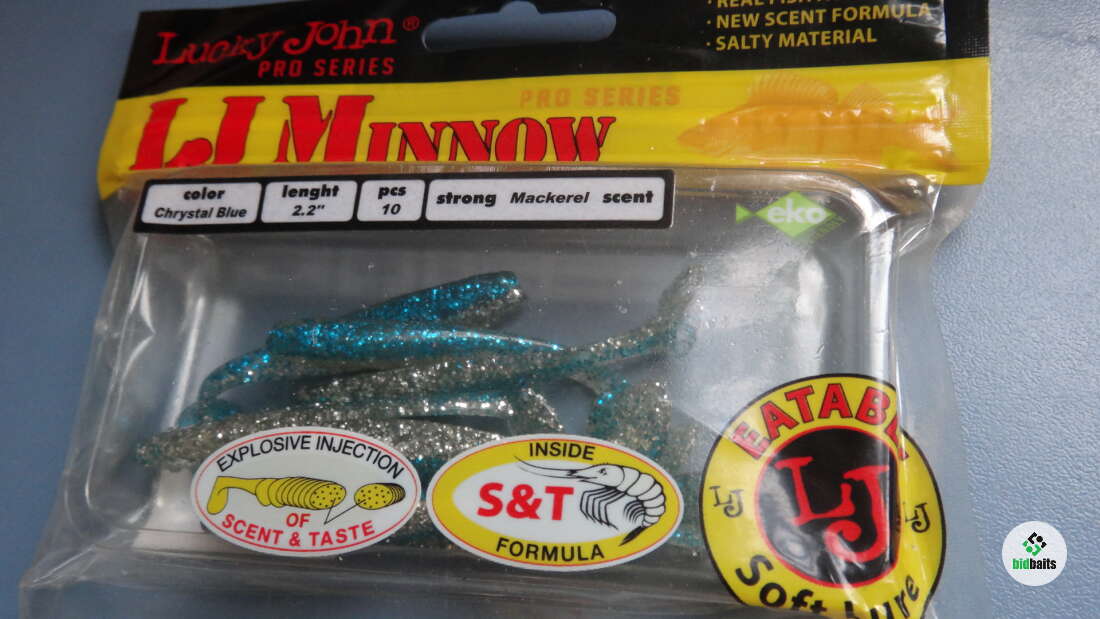 Lucky John ®
PRO SERIES
· NEW SCENT FORMULA
· SALTY MATERIAL
LJ MINNOW
PRO SERIES
color
Chrystal Blue
lenght
2.2"
pcs
10
strong Mackerel scent
eko
EXPLOSIVE INJECTION
OF
SCENT & TASTE
INSIDE
S&T
FORMULA
EATABL
LJ
LJ
LJ
Soft Lure
bidbaits